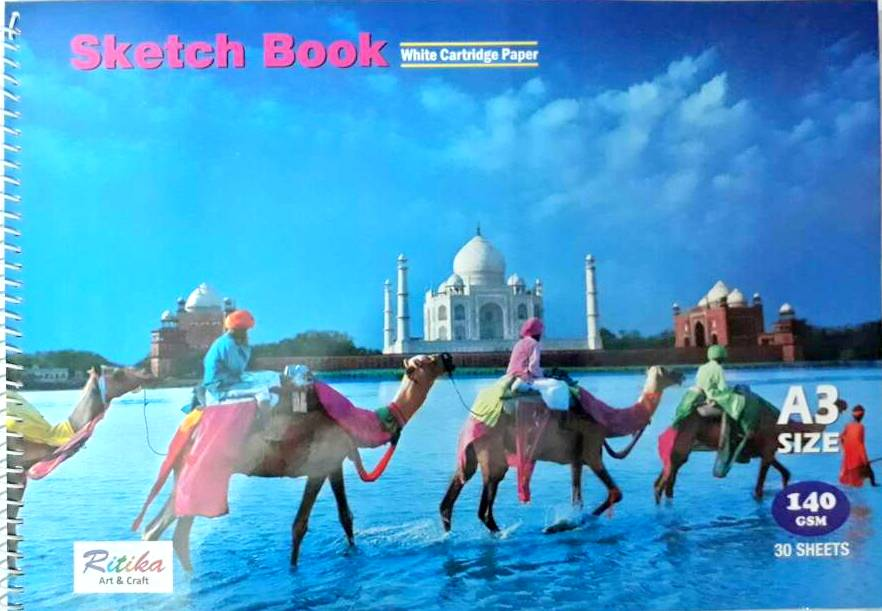 Sketch Book
White Cartridge Paper
A3
SIZE
140
GSM
30 SHEETS
Ritika
Art & Craft